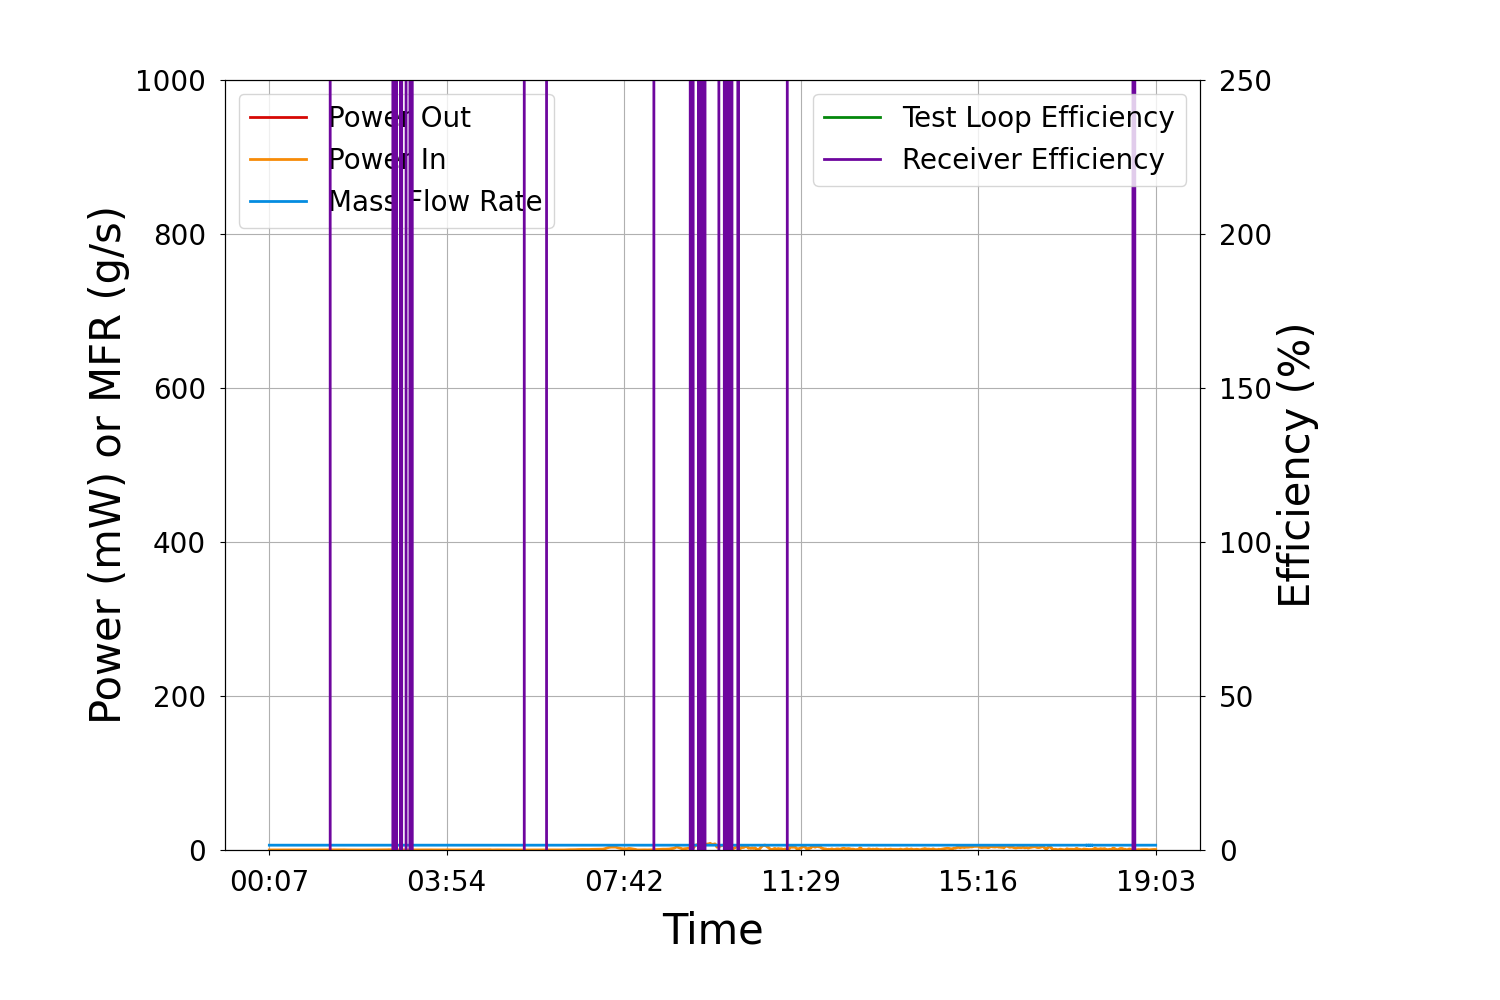 1000
800
600
400
200
0
Power (mW) or MFR (g/s)
Power Out
Power In
Mass Flow Rate
Test Loop Efficiency
Receiver Efficiency
250
200
150
100
50
0
Efficiency (%)
00:07 03:54 07:42 11:29 15:16 19:03
Time